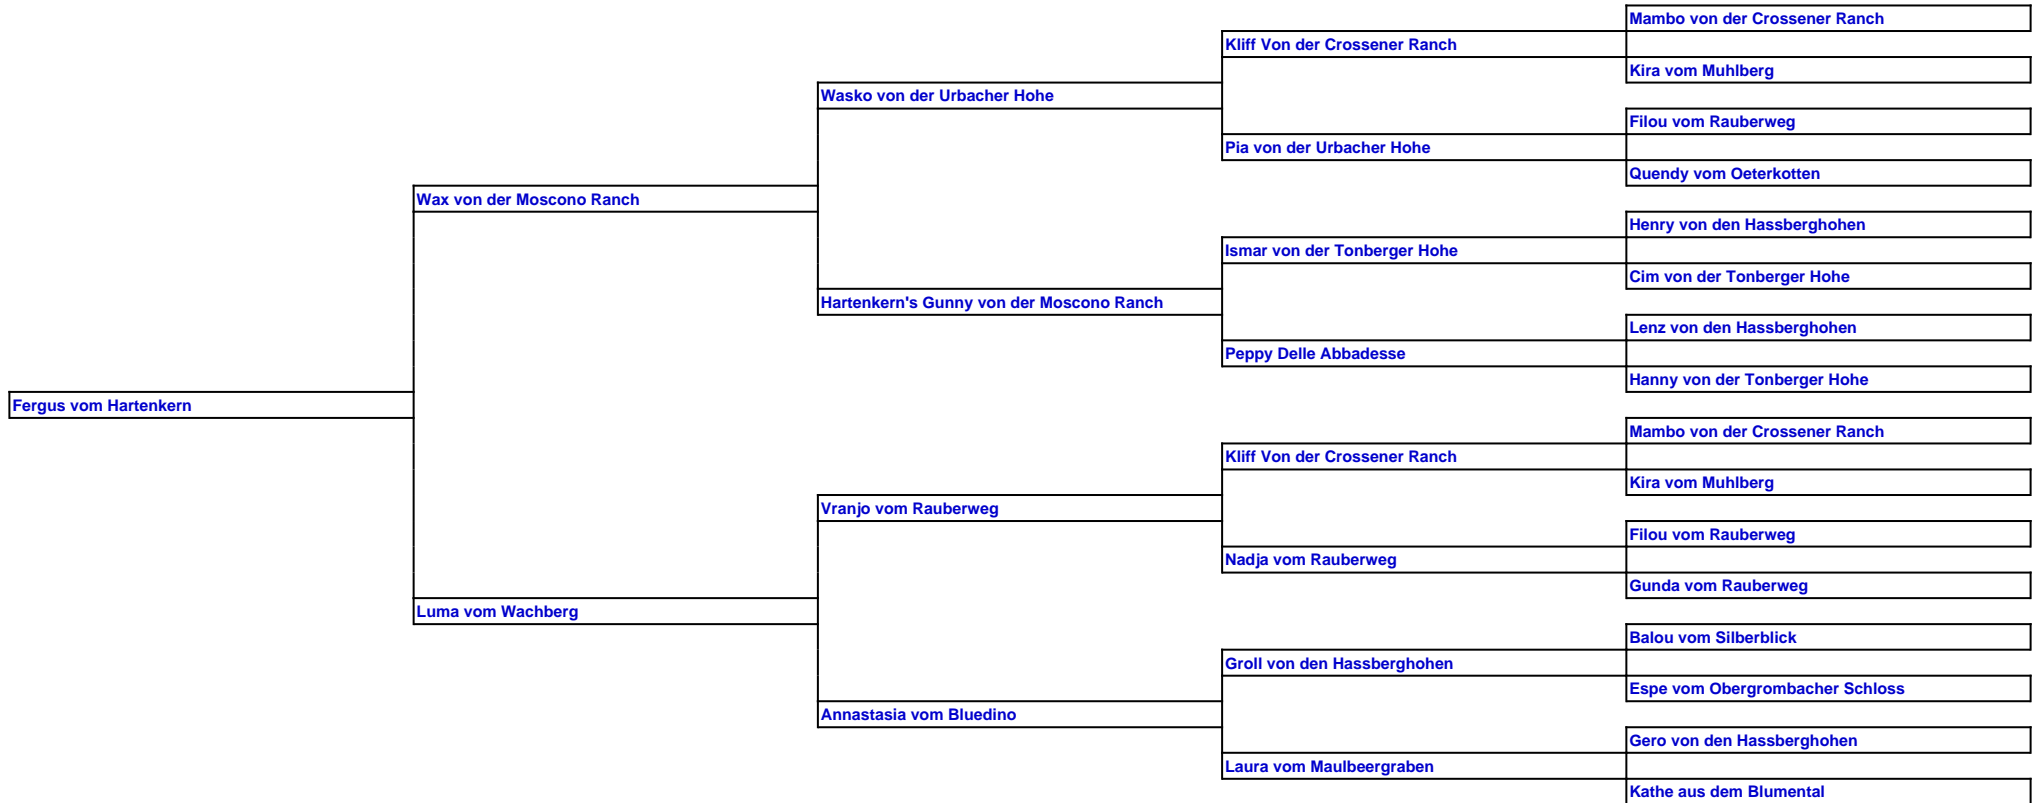 Mambo von der Crossener Ranch
Kliff Von der Crossener Ranch
Kira vom Muhlberg
Wasko von der Urbacher Hohe
Filou vom Rauberweg
Pia von der Urbacher Hohe
Quendy vom Oeterkotten
Wax von der Moscono Ranch
Henry von den Hassberghohen
Ismar von der Tonberger Hohe
Cim von der Tonberger Hohe
Hartenkern's Gunny von der Moscono Ranch
Lenz von den Hassberghohen
Peppy Delle Abbadesse
Hanny von der Tonberger Hohe
Fergus vom Hartenkern
Mambo von der Crossener Ranch
Kliff Von der Crossener Ranch
Kira vom Muhlberg
Vranjo vom Rauberweg
Filou vom Rauberweg
Nadja vom Rauberweg
Gunda vom Rauberweg
Luma vom Wachberg
Balou vom Silberblick
Groll von den Hassberghohen
Espe vom Obergrombacher Schloss
Annastasia vom Bluedino
Gero von den Hassberghohen
Laura vom Maulbeergraben
Kathe aus dem Blumental